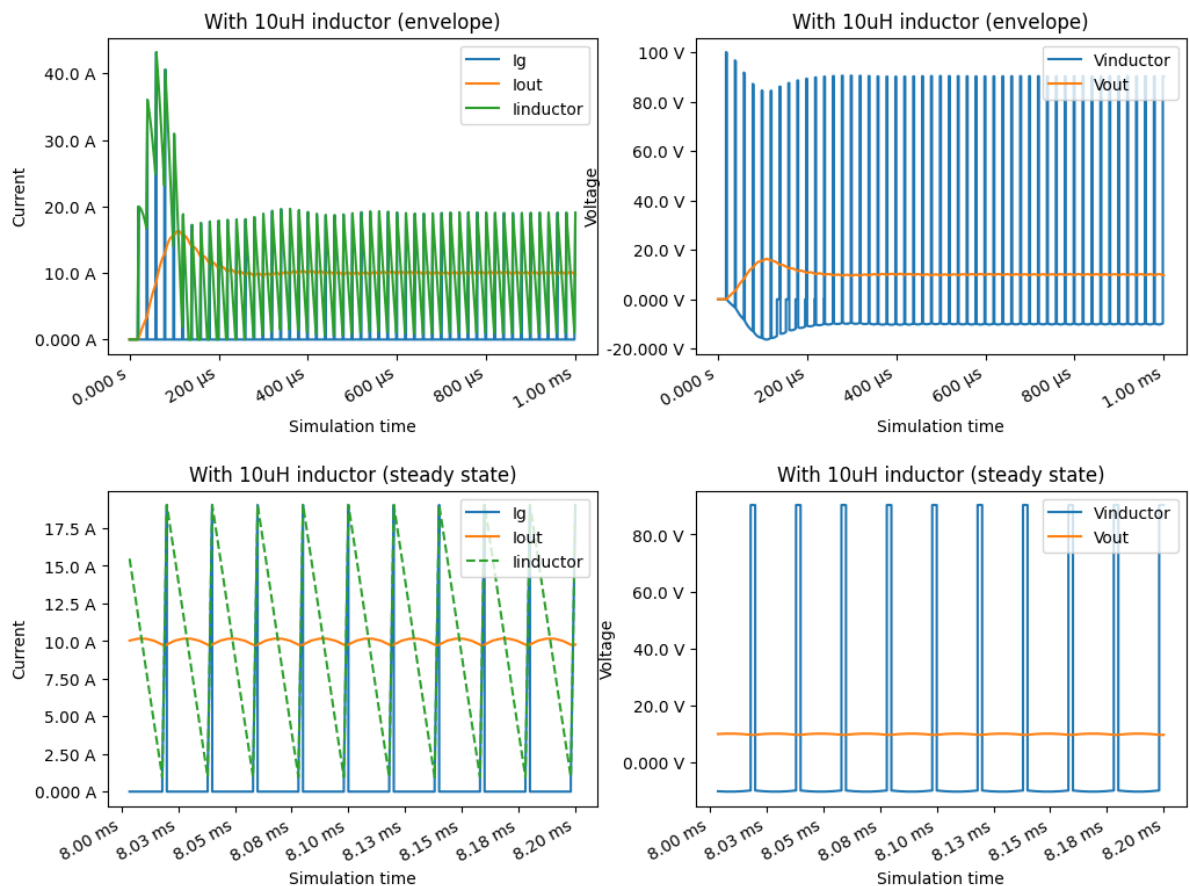 With 10uH inductor (envelope)
Current
40.0 A
30.0 A
20.0 A
10.0 A
0.000 A
Ig
Iout
Iinductor
0.000 s
200 µs
400 µs
600 µs
800 µs
1.00 ms
Simulation time
With 10uH inductor (envelope)
Voltage
100 V
80.0 V
60.0 V
40.0 V
20.0 V
0.000 V
-20.000 V
Vinductor
Vout
0.000 s
200 µs
400 µs
600 µs
800 µs
1.00 ms
Simulation time
With 10uH inductor (steady state)
Current
17.5 A
15.0 A
12.5 A
10.0 A
7.50 A
5.00 A
2.50 A
0.000 A
Ig
Iout
Iinductor
8.00 ms
8.03 ms
8.05 ms
8.08 ms
8.10 ms
8.13 ms
8.15 ms
8.18 ms
8.20 ms
Simulation time
With 10uH inductor (steady state)
Voltage
80.0 V
60.0 V
40.0 V
20.0 V
0.000 V
Vinductor
Vout
8.00 ms
8.03 ms
8.05 ms
8.08 ms
8.10 ms
8.13 ms
8.15 ms
8.18 ms
8.20 ms
Simulation time